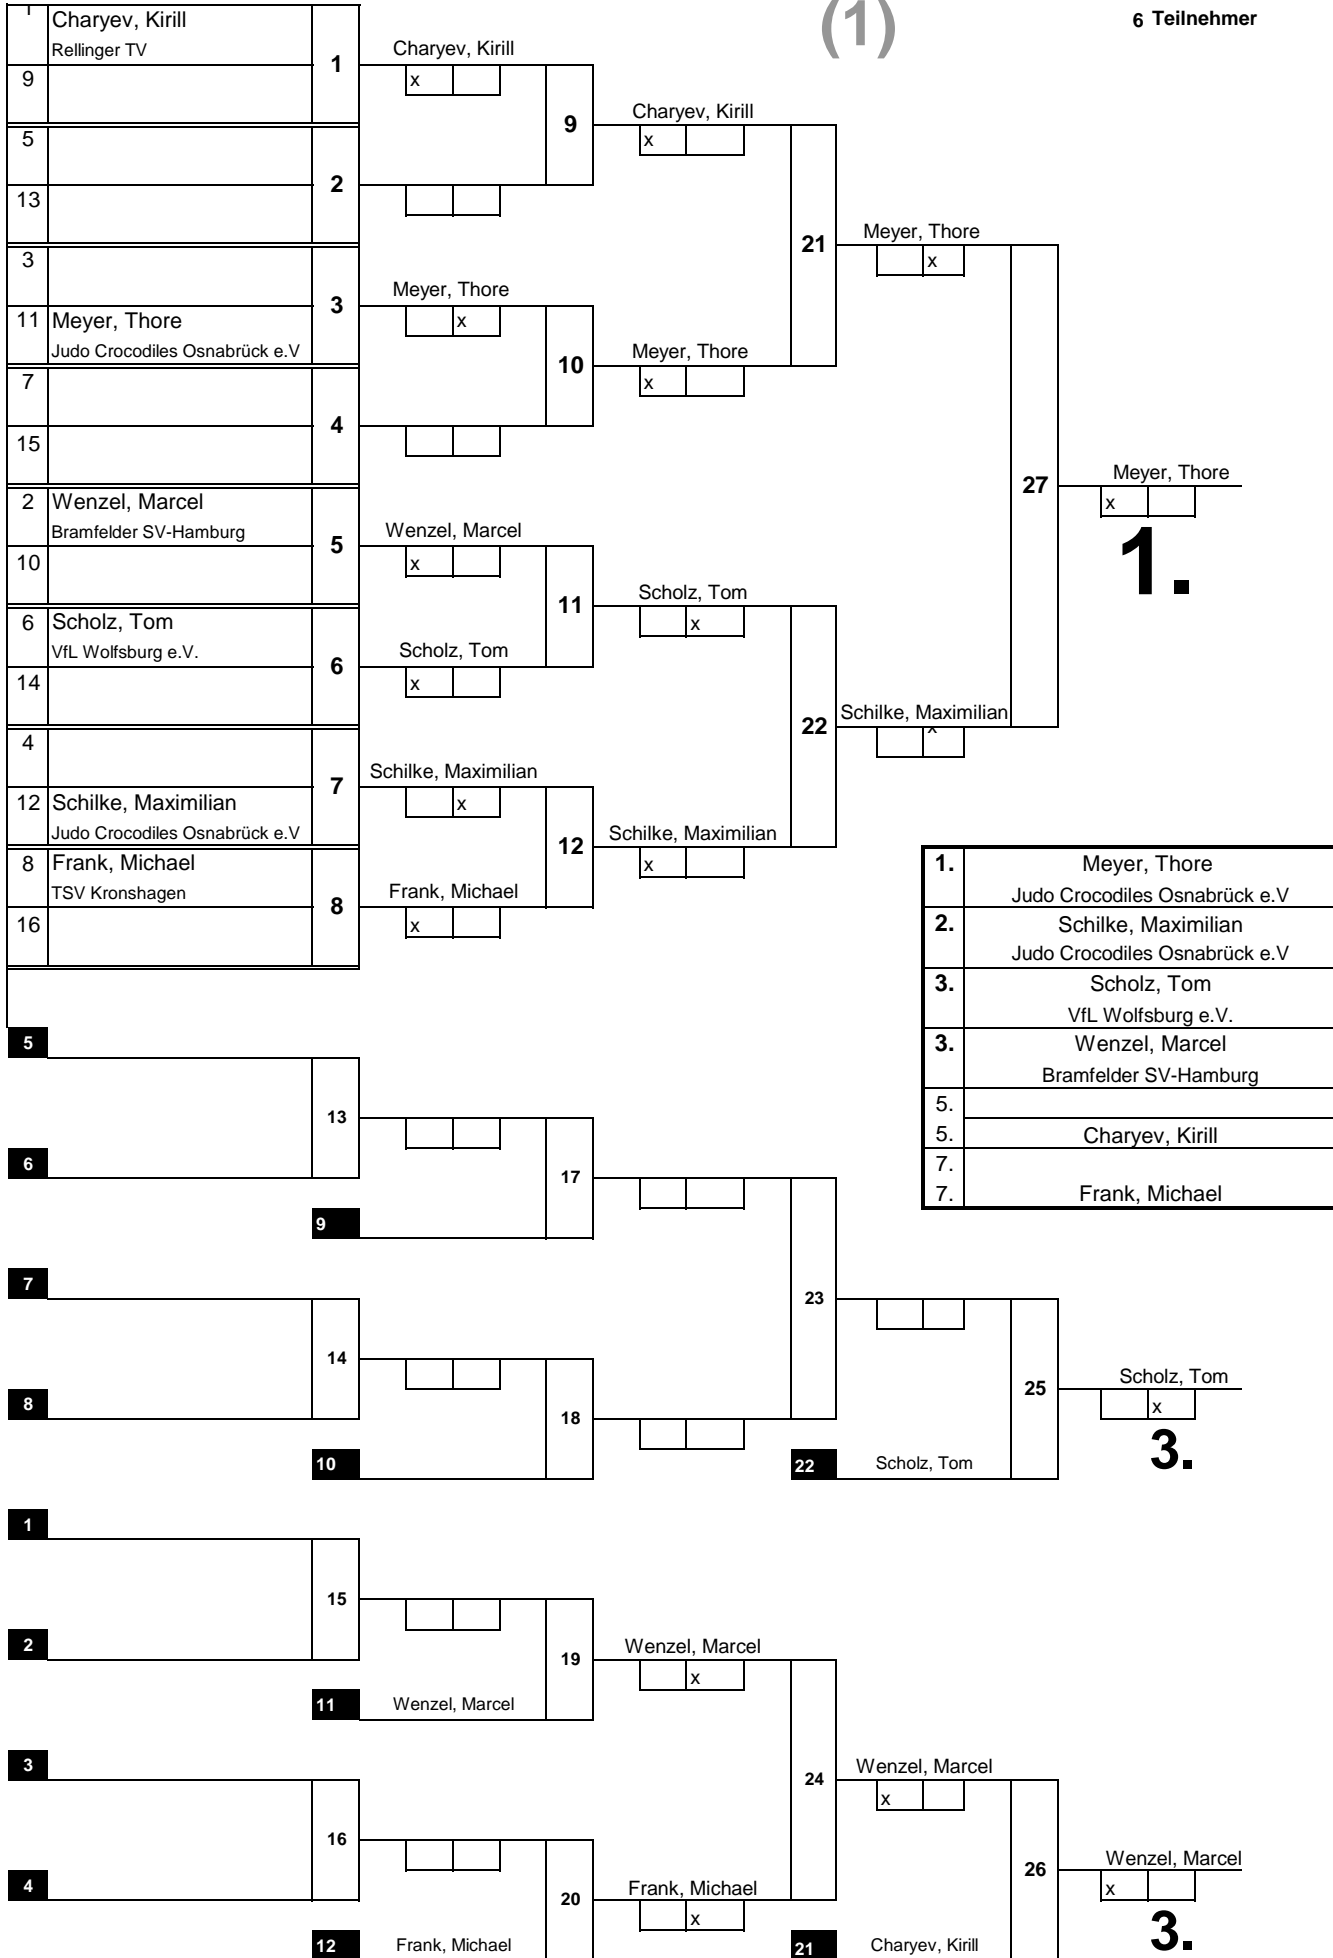 (1)
6 Teilnehmer
1 Charyev, Kirill
Rellinger TV
9
1
Charyev, Kirill
x
5
13
2
9
Charyev, Kirill
x
3
11 Meyer, Thore
Judo Crocodiles Osnabrück e.V
3
Meyer, Thore
x
7
15
4
10
Meyer, Thore
x
21
Meyer, Thore
x
2 Wenzel, Marcel
Bramfelder SV-Hamburg
10
5
Wenzel, Marcel
x
6 Scholz, Tom
VfL Wolfsburg e.V.
14
6
Scholz, Tom
x
11
Scholz, Tom
x
4
12 Schilke, Maximilian
Judo Crocodiles Osnabrück e.V
7
Schilke, Maximilian
x
8 Frank, Michael
TSV Kronshagen
16
8
Frank, Michael
x
12
Schilke, Maximilian
x
22
Schilke, Maximilian
x
27
Meyer, Thore
x
1.
1. Meyer, Thore
Judo Crocodiles Osnabrück e.V
2. Schilke, Maximilian
Judo Crocodiles Osnabrück e.V
3. Scholz, Tom
VfL Wolfsburg e.V.
3. Wenzel, Marcel
Bramfelder SV-Hamburg
5.
5. Charyev, Kirill
7.
7. Frank, Michael
5
6
13
9
17
7
8
14
10
18
23
22 Scholz, Tom
25
Scholz, Tom
x
3.
1
2
15
11 Wenzel, Marcel
19
Wenzel, Marcel
x
3
4
16
12 Frank, Michael
20
Frank, Michael
x
24
Wenzel, Marcel
x
21 Charyev, Kirill
26
Wenzel, Marcel
x
3.